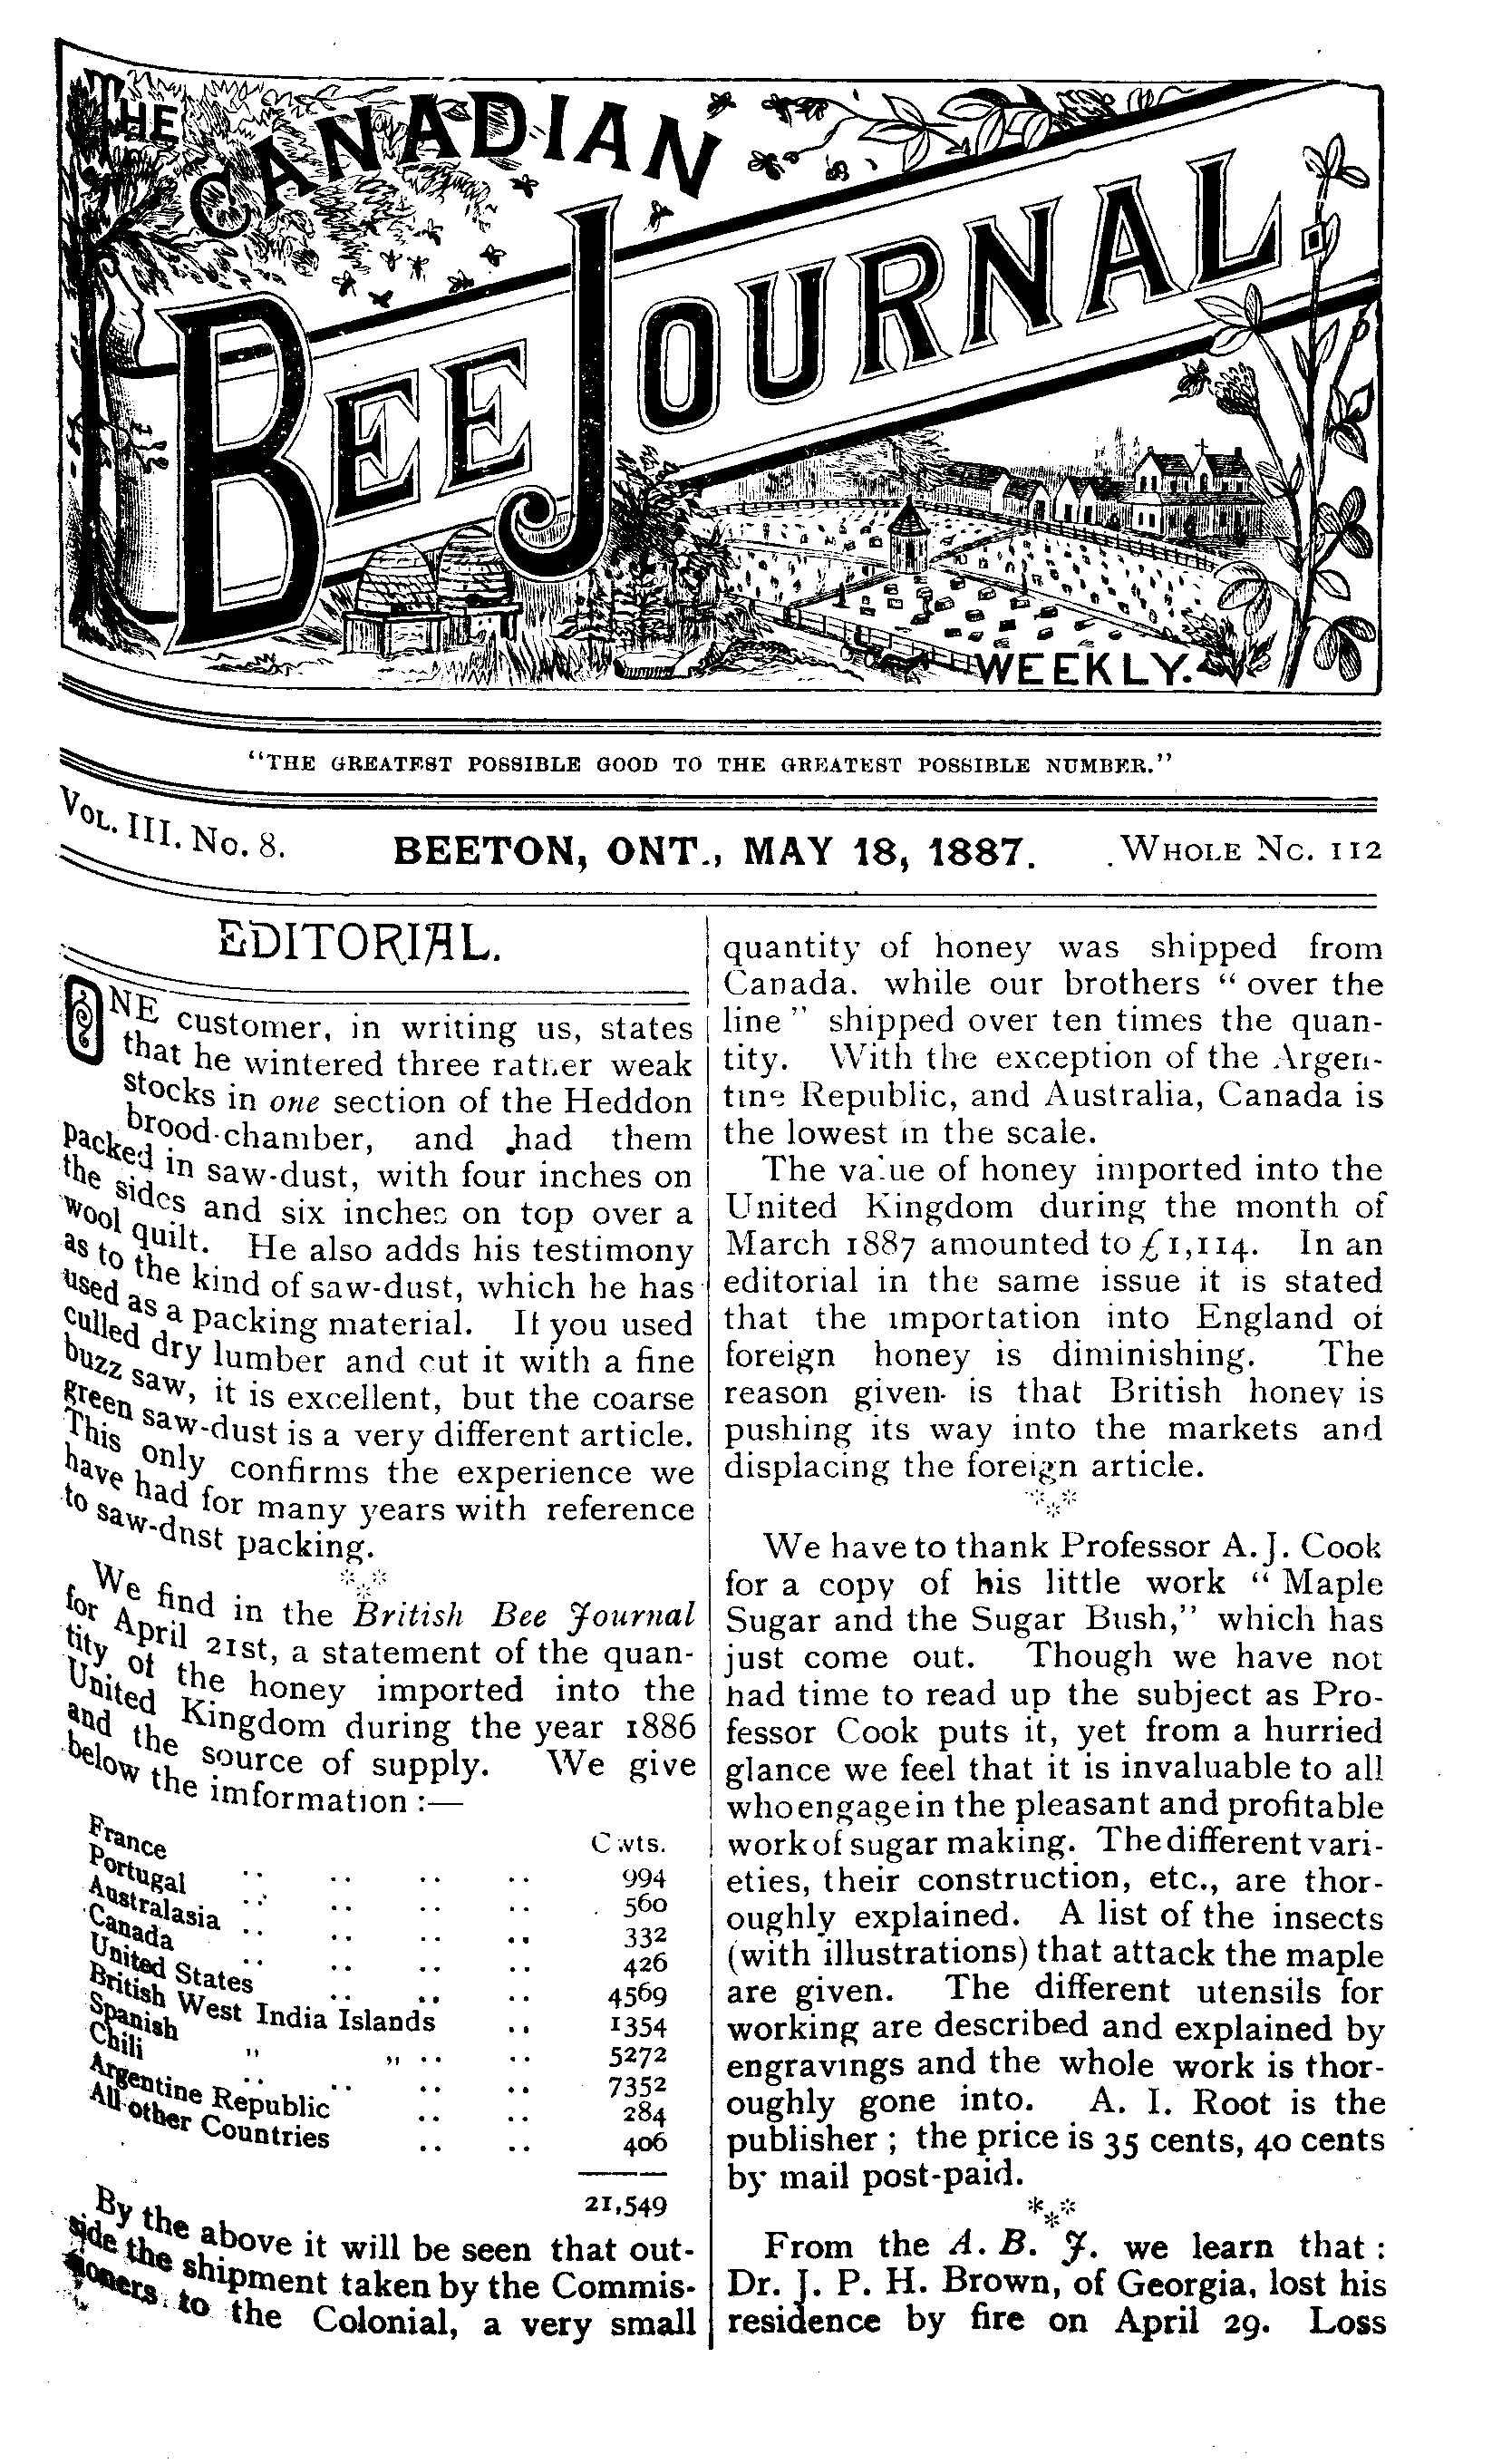 THE
CANADIAN
BEE JOURNAL
WEEKLY.
"THE GREATEST POSSIBLE GOOD TO THE GREATEST POSSIBLE NUMBER."
VOL. III. No. 8. BEETON, ONT., MAY 18, 1887. WHOLE No. 112
EDITORIAL.
ONE customer, in writing us, states
that he wintered three rather weak
stocks in one section of the Heddon
brood-chamber, and had them
packed in saw-dust, with four inches on
the sides and six inches on top over a
wool quilt. He also adds his testimony
as to the kind of saw-dust, which he has
used as a packing material. If you used
culled dry lumber and cut it with a fine
buzz saw, it is excellent, but the coarse
green saw-dust is a very different article.
This only confirms the experience we
have had for many years with reference
to saw-dnst packing.
***
We find in the British Bee Journal
for April 21st, a statement of the quan-
tity of the honey imported into the
United Kingdom during the year 1886
and the source of supply. We give
below the imformation :—
Cwts.
France .. .. .. .. 994
Portugal .. .. .. .. 560
Australasia .. .. .. .. 332
Canada .. .. .. .. 426
United States .. .. .. 4569
British West India Islands .. 1354
Spanish " " .. .. 5272
Chili .. .. .. .. 7352
Argentine Republic .. .. 284
All other Countries .. .. 406
21,549
By the above it will be seen that out-
side the shipment taken by the Commis-
sioners to the Colonial, a very small
quantity of honey was shipped from
Canada. while our brothers " over the
line " shipped over ten times the quan-
tity. With the exception of the Argen-
tine Republic, and Australia, Canada is
the lowest in the scale.
The value of honey imported into the
United Kingdom during the month of
March 1887 amounted to £1,114. In an
editorial in the same issue it is stated
that the importation into England of
foreign honey is diminishing. The
reason given is that British honey is
pushing its way into the markets and
displacing the foreign article.
***
We have to thank Professor A. J. Cook
for a copy of his little work " Maple
Sugar and the Sugar Bush," which has
just come out. Though we have not
had time to read up the subject as Pro-
fessor Cook puts it, yet from a hurried
glance we feel that it is invaluable to all
who engage in the pleasant and profitable
work of sugar making. The different vari-
eties, their construction, etc., are thor-
oughly explained. A list of the insects
(with illustrations) that attack the maple
are given. The different utensils for
working are described and explained by
engravings and the whole work is thor-
oughly gone into. A. I. Root is the
publisher ; the price is 35 cents, 40 cents
by mail post-paid.
***
From the A. B. J. we learn that :
Dr. J. P. H. Brown, of Georgia, lost his
residence by fire on April 29. Loss